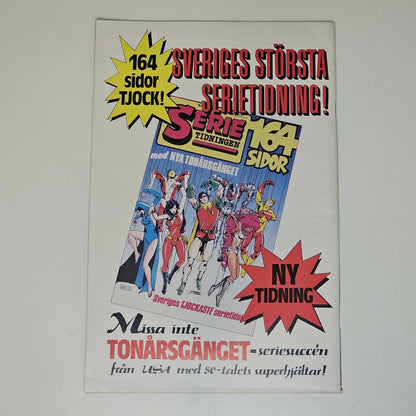 164
sidor
TJOCK!
SVERIGES STÖRSTA
SERIETIDNING!
SERIE
TIDNINGEN
164
SIDOR
med NYA TONÅRSGÄNGET
Sveriges TJOCKASTE serietidning
NY
TIDNING
Missa inte
TONÅRSGÄNGET=seriesuccén
från USA med 80-talets superhjältar!